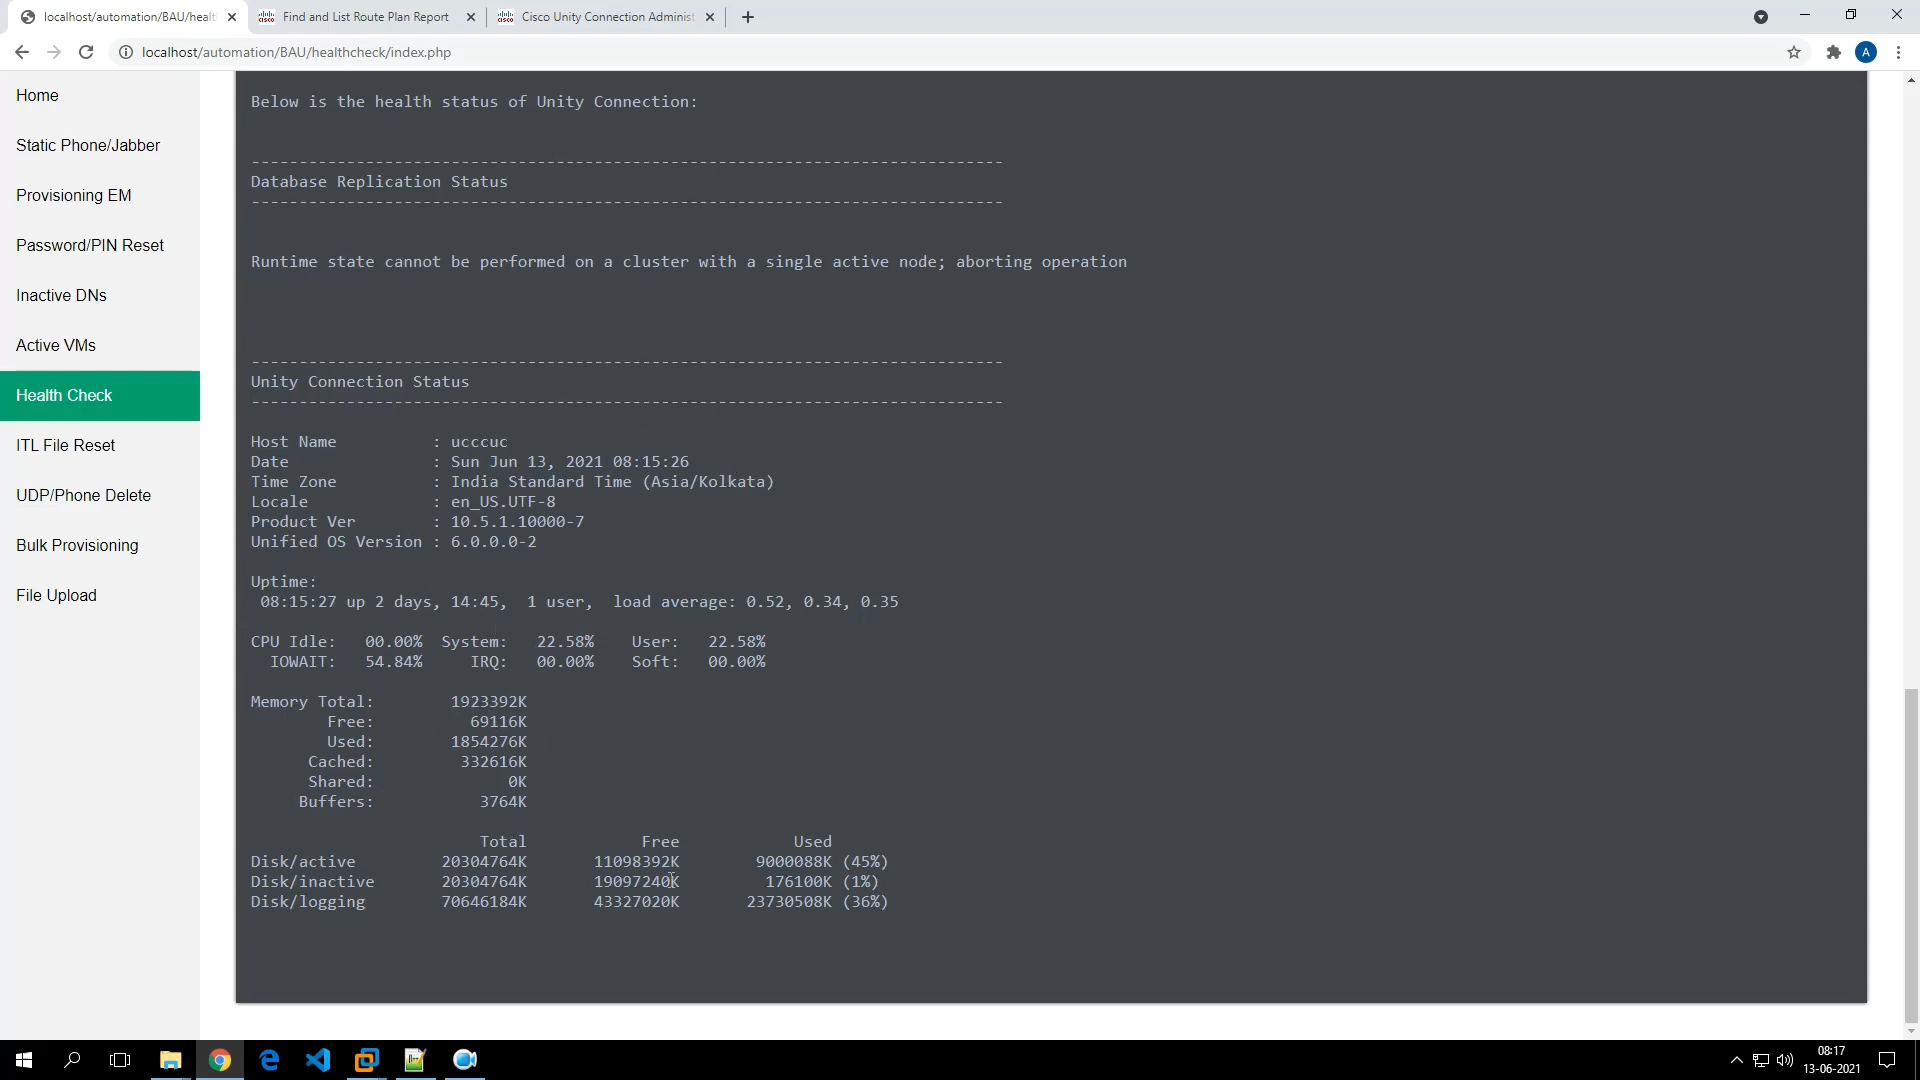 localhost/automation/BAU/healt
Find and List Route Plan Report
Cisco Unity Connection Administ
localhost/automation/BAU/healthcheck/index.php
A
Home
Static Phone/Jabber
Provisioning EM
Password/PIN Reset
Inactive DNs
Active VMs
Health Check
ITL File Reset
UDP/Phone Delete
Bulk Provisioning
File Upload
Below is the health status of Unity Connection:
-------------------------------------------------------------------------------
Database Replication Status
-------------------------------------------------------------------------------
Runtime state cannot be performed on a cluster with a single active node; aborting operation
-------------------------------------------------------------------------------
Unity Connection Status
-------------------------------------------------------------------------------
Host Name          : ucccuc
Date               : Sun Jun 13, 2021 08:15:26
Time Zone          : India Standard Time (Asia/Kolkata)
Locale             : en_US.UTF-8
Product Ver        : 10.5.1.10000-7
Unified OS Version : 6.0.0.0-2
Uptime:
08:15:27 up 2 days, 14:45,  1 user,  load average: 0.52, 0.34, 0.35
CPU Idle:   00.00%  System:   22.58%    User:   22.58%
IOWAIT:   54.84%     IRQ:   00.00%    Soft:   00.00%
Memory Total:        1923392K
Free:          69116K
Used:        1854276K
Cached:         332616K
Shared:              0K
Buffers:           3764K
Total            Free            Used
Disk/active         20304764K       11098392K        9000088K (45%)
Disk/inactive       20304764K       19097240K         176100K (1%)
Disk/logging        70646184K       43327020K       23730508K (36%)
08:17
13-06-2021